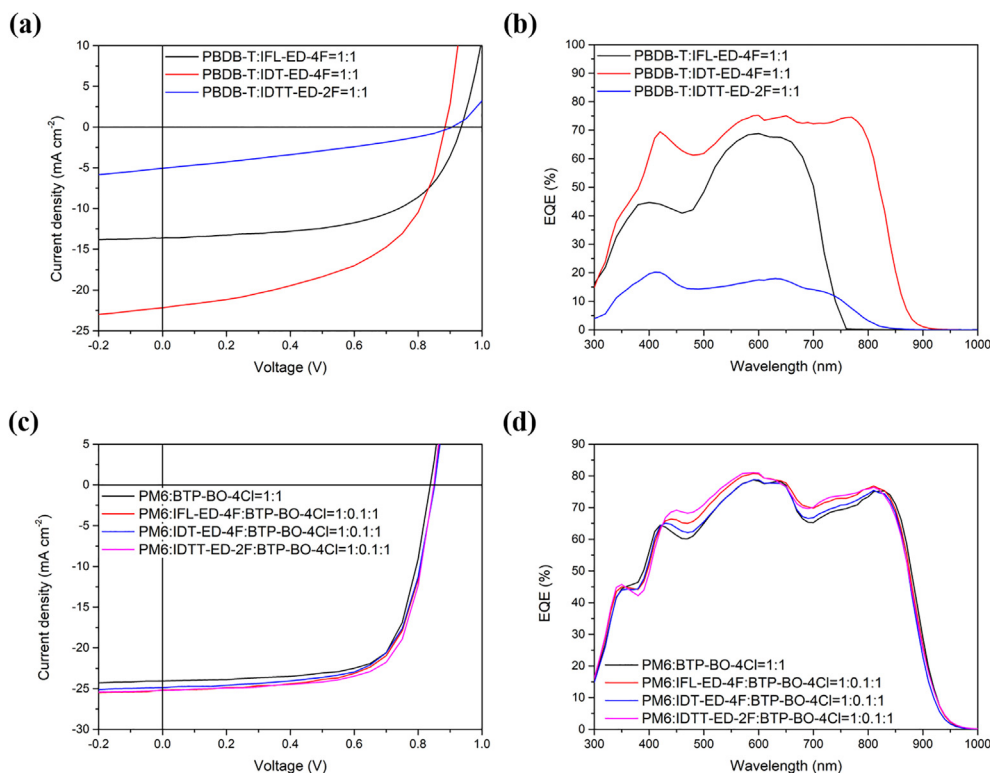 (a)
PBDB-T:IFL-ED-4F=1:1
PBDB-T:IDT-ED-4F=1:1
PBDB-T:IDTT-ED-2F=1:1
Current density (mA cm-2)
5
0
-5
-10
-15
-20
-25
-0.2 0.0 0.2 0.4 0.6 0.8 1.0
Voltage (V)
(b)
PBDB-T:IFL-ED-4F=1:1
PBDB-T:IDT-ED-4F=1:1
PBDB-T:IDTT-ED-2F=1:1
EQE (%)
100
90
80
70
60
50
40
30
20
10
0
300 400 500 600 700 800 900 1000
Wavelength (nm)
(c)
PM6:BTP-BO-4Cl=1:1
PM6:IFL-ED-4F:BTP-BO-4Cl=1:0.1:1
PM6:IDT-ED-4F:BTP-BO-4Cl=1:0.1:1
PM6:IDTT-ED-2F:BTP-BO-4Cl=1:0.1:1
Current density (mA cm-2)
5
0
-5
-10
-15
-20
-25
-30
-0.2 0.0 0.2 0.4 0.6 0.8 1.0
Voltage (V)
(d)
PM6:BTP-BO-4Cl=1:1
PM6:IFL-ED-4F:BTP-BO-4Cl=1:0.1:1
PM6:IDT-ED-4F:BTP-BO-4Cl=1:0.1:1
PM6:IDTT-ED-2F:BTP-BO-4Cl=1:0.1:1
EQE (%)
90
80
70
60
50
40
30
20
10
0
300 400 500 600 700 800 900 1000
Wavelength (nm)